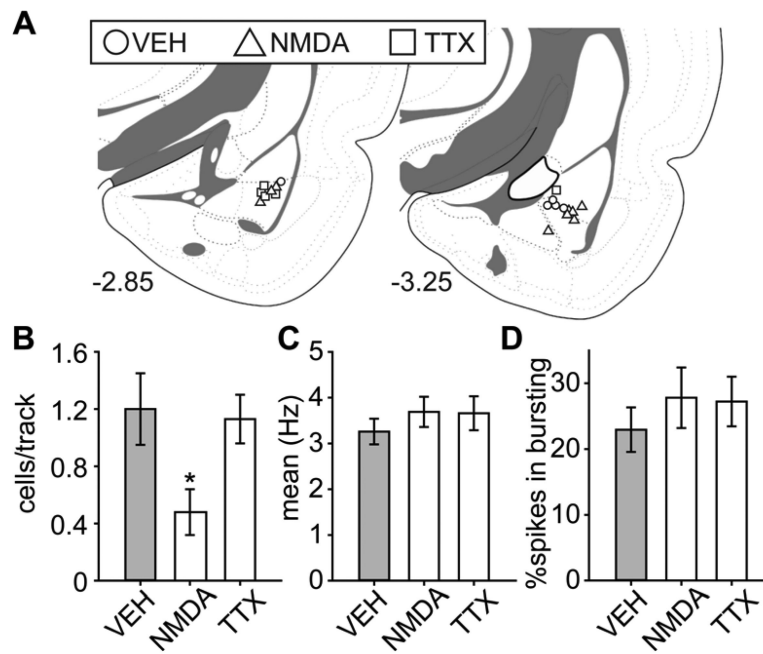 A
VEH NMDA TTX
-2.85
-3.25
B
cells/track
1.6
1.2
0.8
0.4
0
*
VEH
NMDA
TTX
C
mean (Hz)
5
4
3
2
1
0
VEH
NMDA
TTX
D
%spikes in bursting
30
20
10
0
VEH
NMDA
TTX